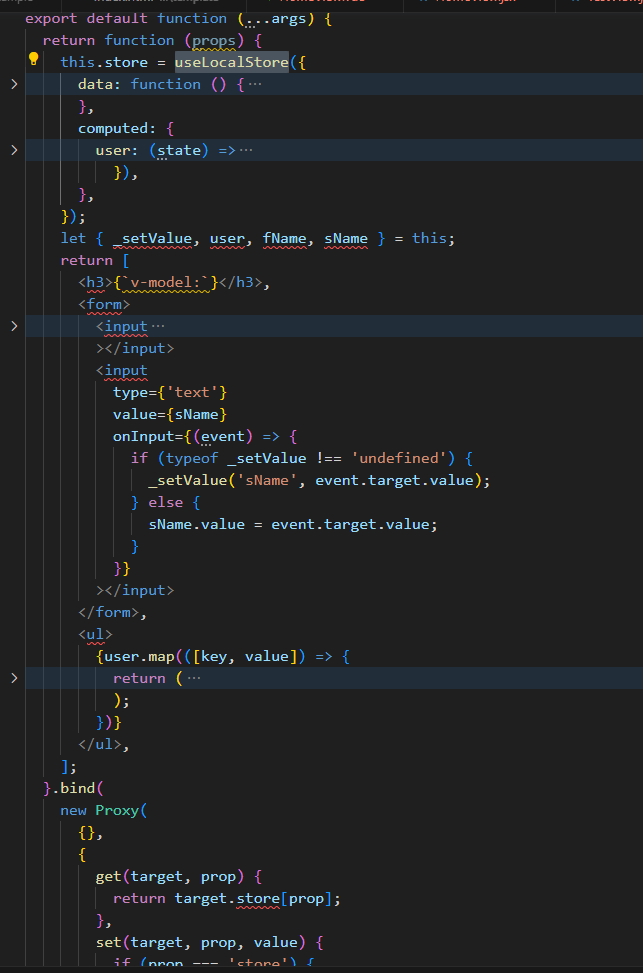 export default function (...args) {
return function (props) {
this.store = useLocalStore({
data: function () {···
},
computed: {
user: (state) =>···
}),
},
});
let { _setValue, user, fName, sName } = this;
return [
<h3>{`v-model:`}</h3>,
<form>
<input···
></input>
<input
type={'text'}
value={sName}
onInput={(event) => {
if (typeof _setValue !== 'undefined') {
_setValue('sName', event.target.value);
} else {
sName.value = event.target.value;
}
}}
></input>
</form>,
<ul>
{user.map(([key, value]) => {
return (···
);
})}
</ul>,
];
}.bind(
new Proxy(
{},
{
get(target, prop) {
return target.store[prop];
},
set(target, prop, value) {
if (prop === 'store') {